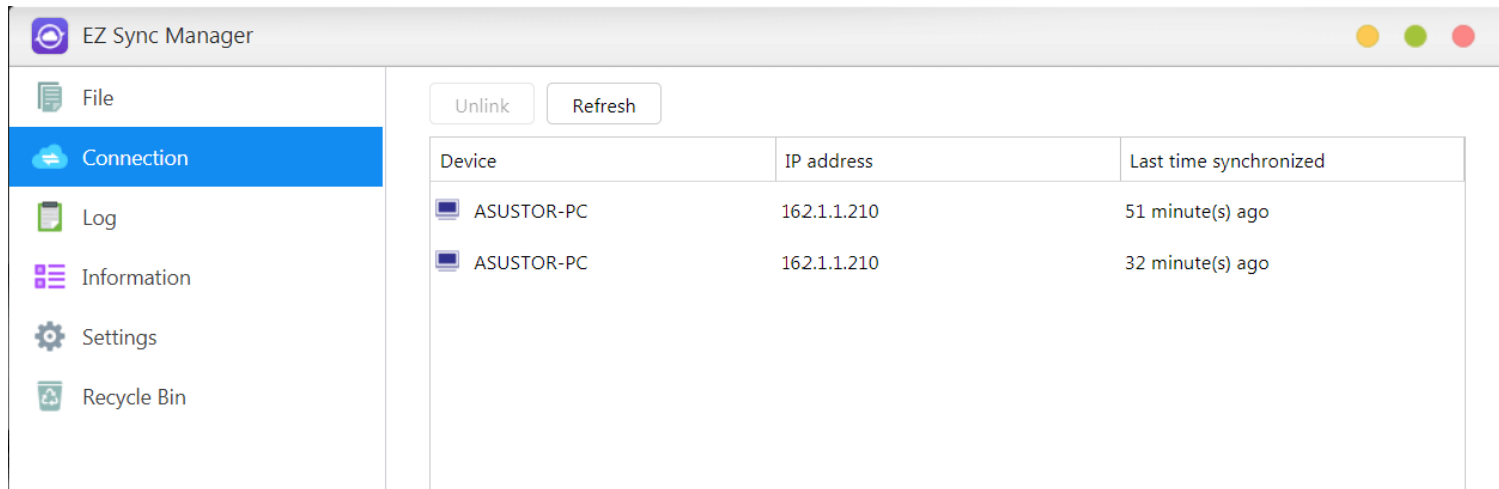 EZ Sync Manager
File
Connection
Log
Information
Settings
Recycle Bin
Unlink Refresh
Device IP address Last time synchronized
ASUSTOR-PC 162.1.1.210 51 minute(s) ago
ASUSTOR-PC 162.1.1.210 32 minute(s) ago